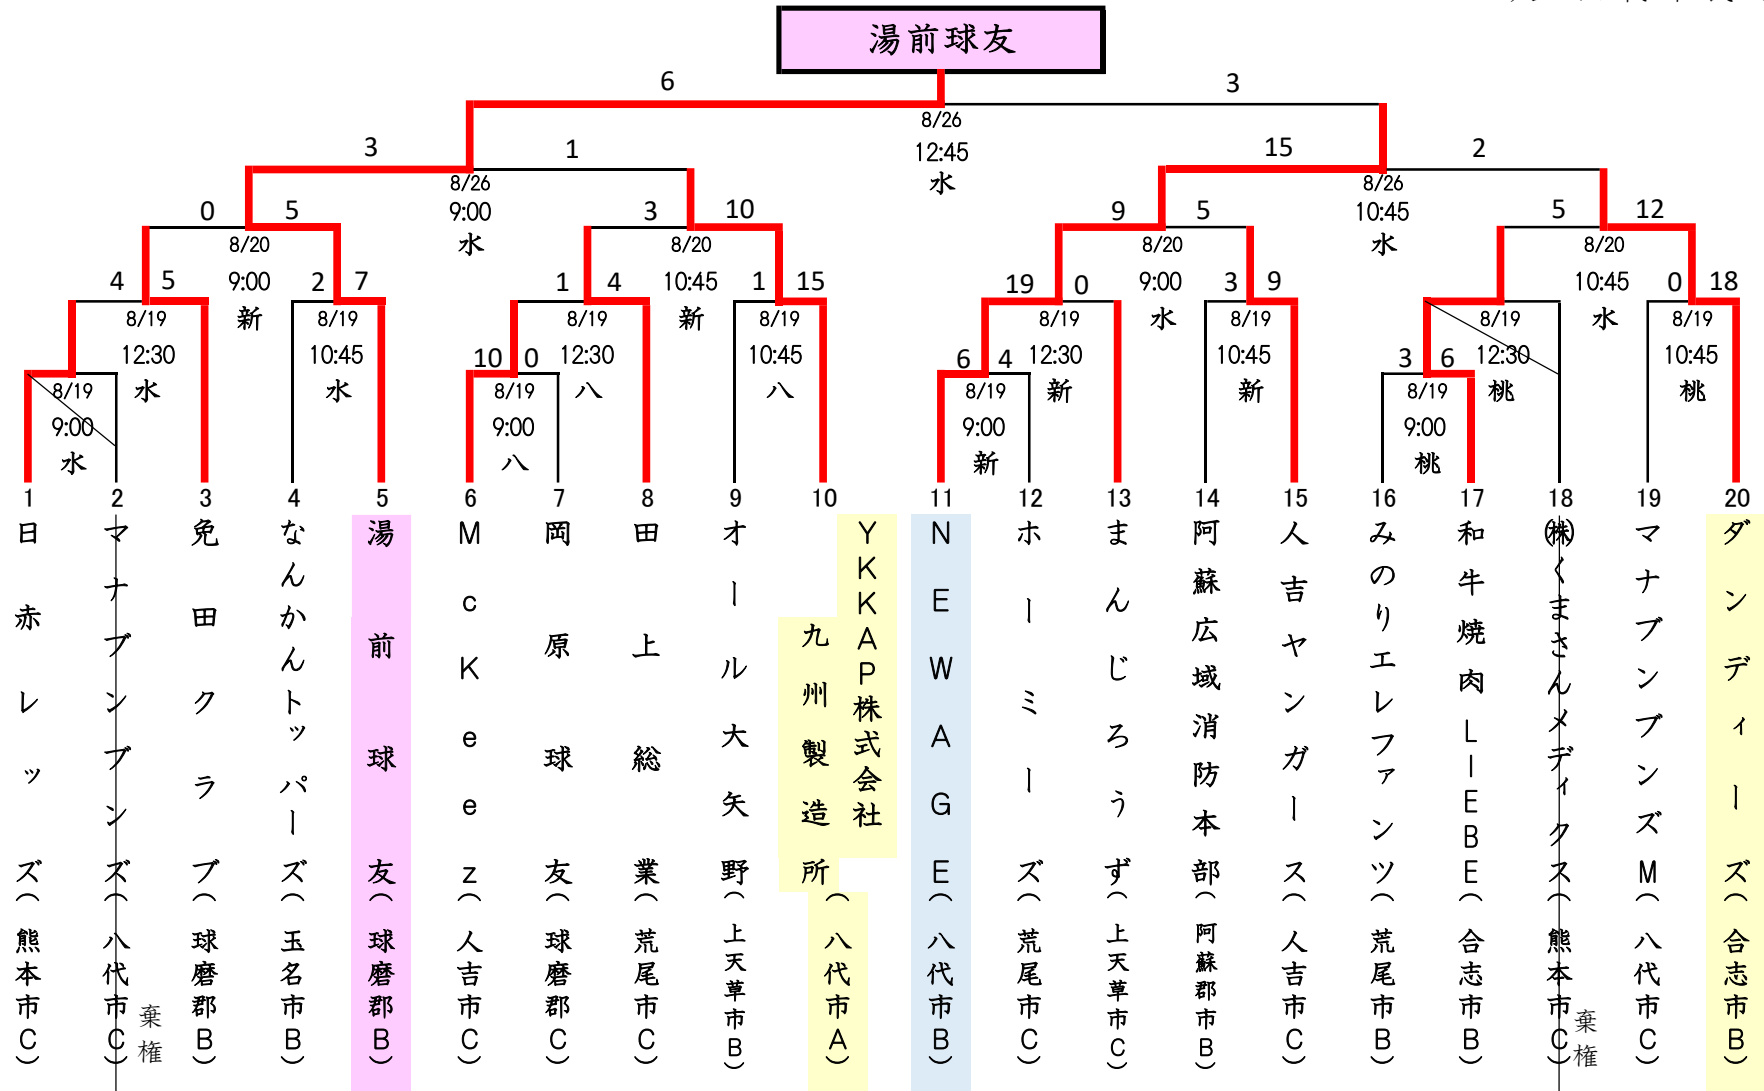 湯前球友
6 3
8/26
12:45
水
3 1 15 2
8/26 8/26
9:00 10:45
水 水
0 5 3 10 9 5 5 12
8/20 8/20 8/20 8/20
9:00 10:45 9:00 10:45
新 新 水 水
4 5 2 7 1 4 1 15 19 0 3 9 0 18
8/19 8/19 8/19 8/19 8/19 8/19 8/19 8/19
12:30 10:45 12:30 10:45 12:30 10:45 12:30 10:45
水 水 八 八 新 新 桃 桃
10 0 6 4 3 6
8/19 8/19 8/19 8/19
9:00 9:00 9:00 9:00
水 八 新 桃
1 2 3 4 5 6 7 8 9 10 11 12 13 14 15 16 17 18 19 20
日赤レッズ(熊本市C)
マナブンブンズ(八代市C)
棄権
免田クラブ(球磨郡B)
なんかんトッパーズ(玉名市B)
湯前球友(球磨郡B)
McKeeez(人吉市C)
岡原球友(球磨郡C)
田上総業(荒尾市C)
オール大矢野(上天草市B)
YKKAP株式会社
九州製造所(八代市A)
NEWAGE(八代市B)
ホーミーズ(荒尾市C)
まんじろうず(上天草市C)
阿蘇広域消防本部(阿蘇郡市B)
人吉ヤンガース(人吉市C)
みのりエレファンツ(荒尾市B)
和牛焼肉LIEBE(合志市B)
㈱くまさんメディクス(熊本市C)
棄権
マナブンブンズM(八代市C)
ダンディーズ(合志市B)